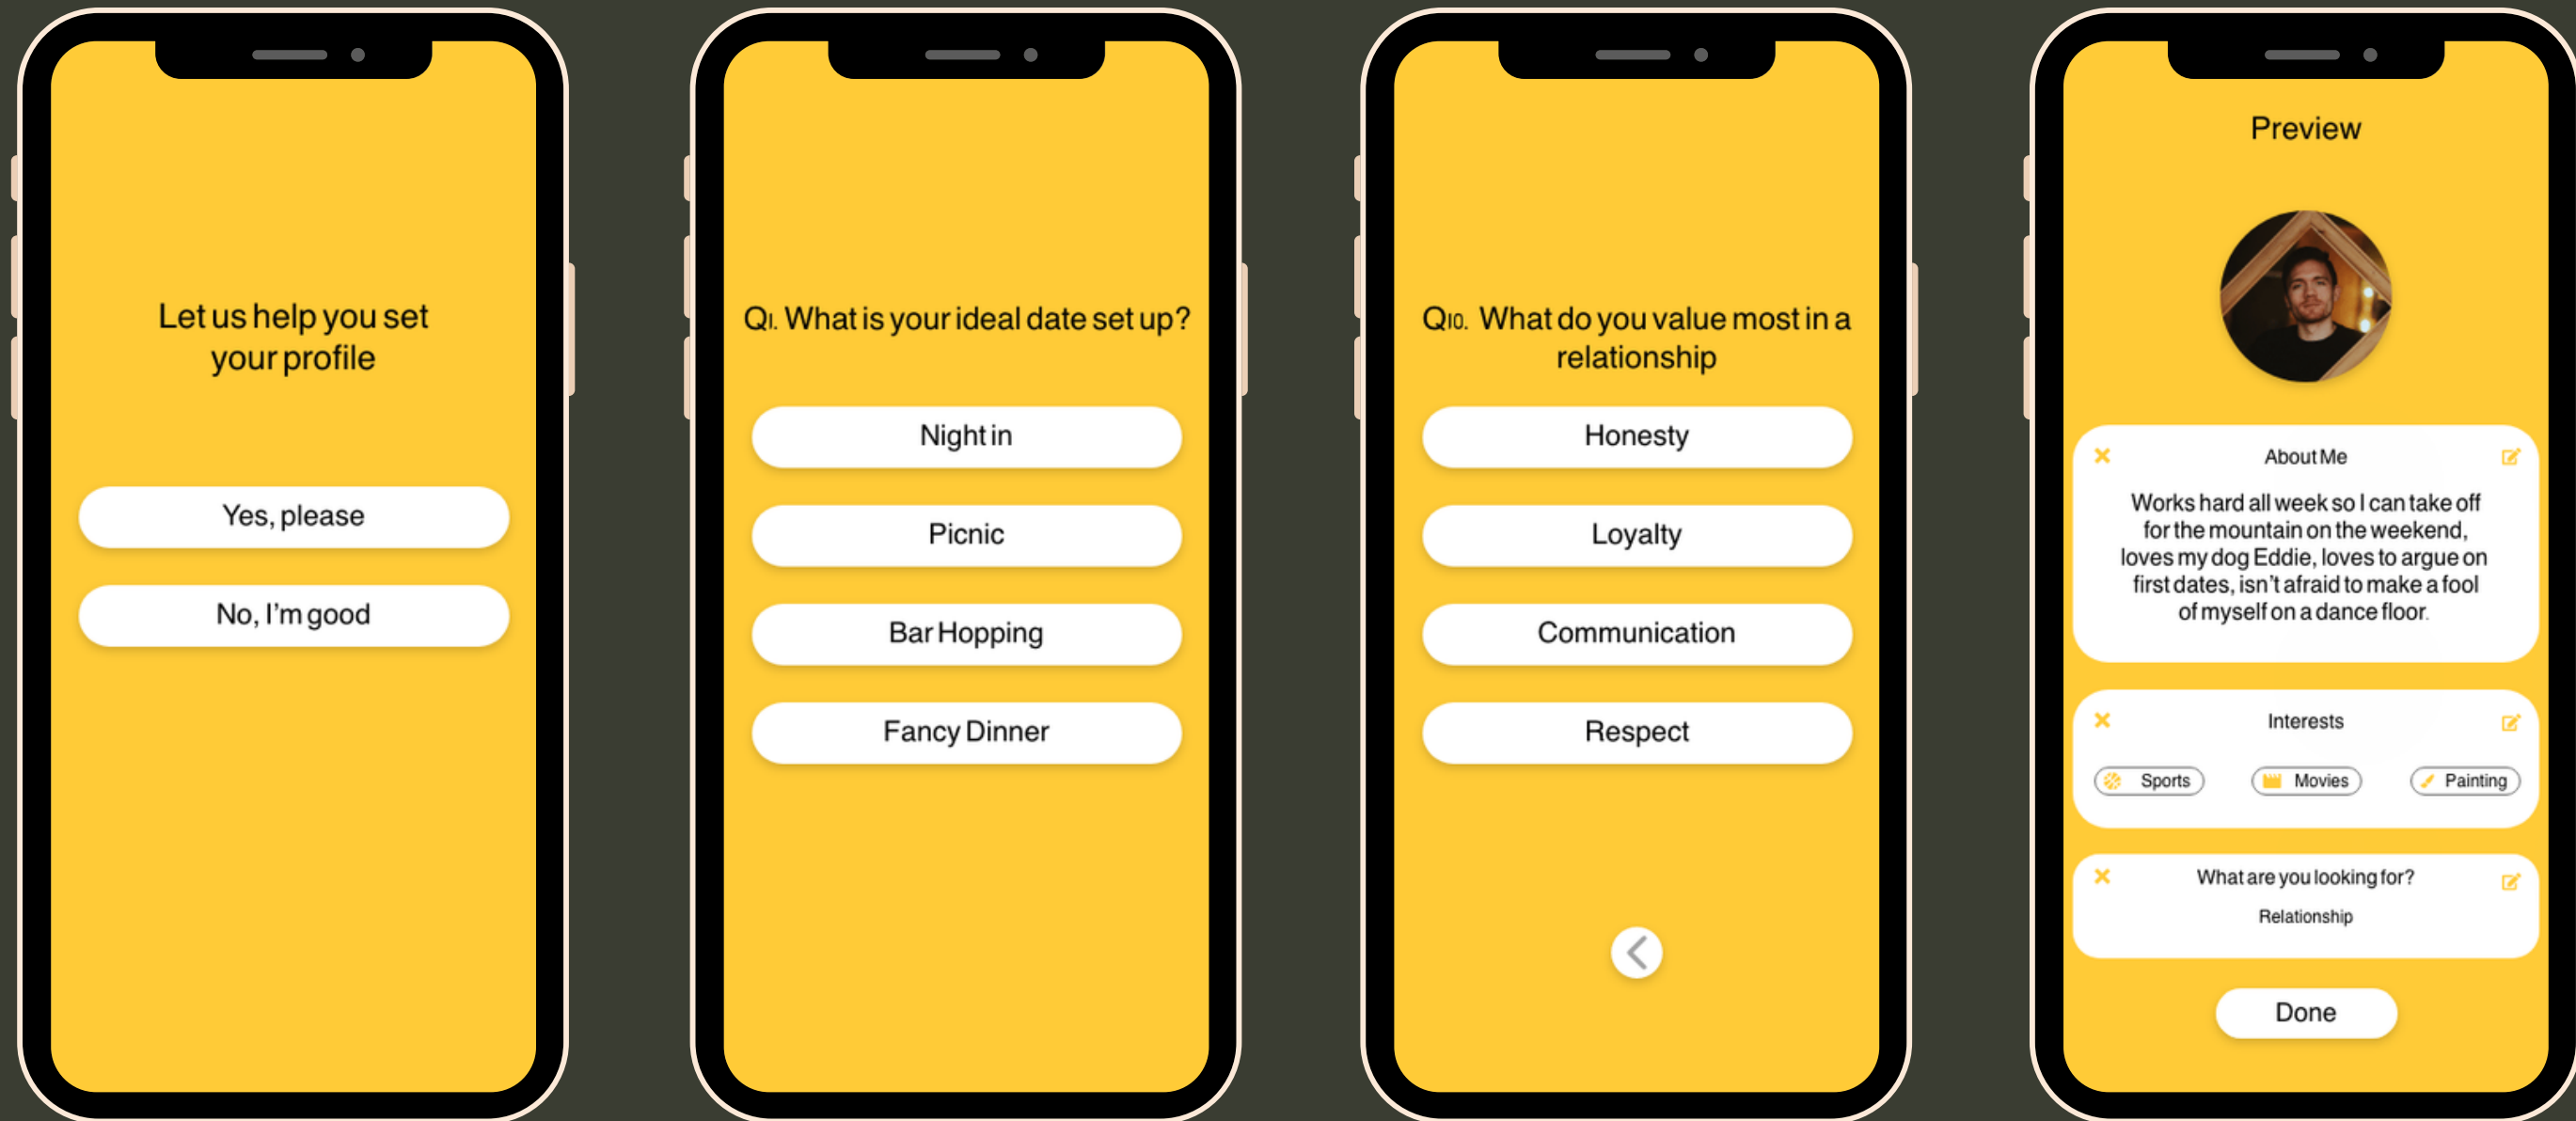 Let us help you set
your profile
Yes, please
No, I'm good
Q1. What is your ideal date set up?
Night in
Picnic
Bar Hopping
Fancy Dinner
Q10. What do you value most in a
relationship
Honesty
Loyalty
Communication
Respect
Preview
About Me
Works hard all week so I can take off
for the mountain on the weekend,
loves my dog Eddie, loves to argue on
first dates, isn't afraid to make a fool
of myself on a dance floor.
Interests
Sports Movies Painting
What are you looking for?
Relationship
Done